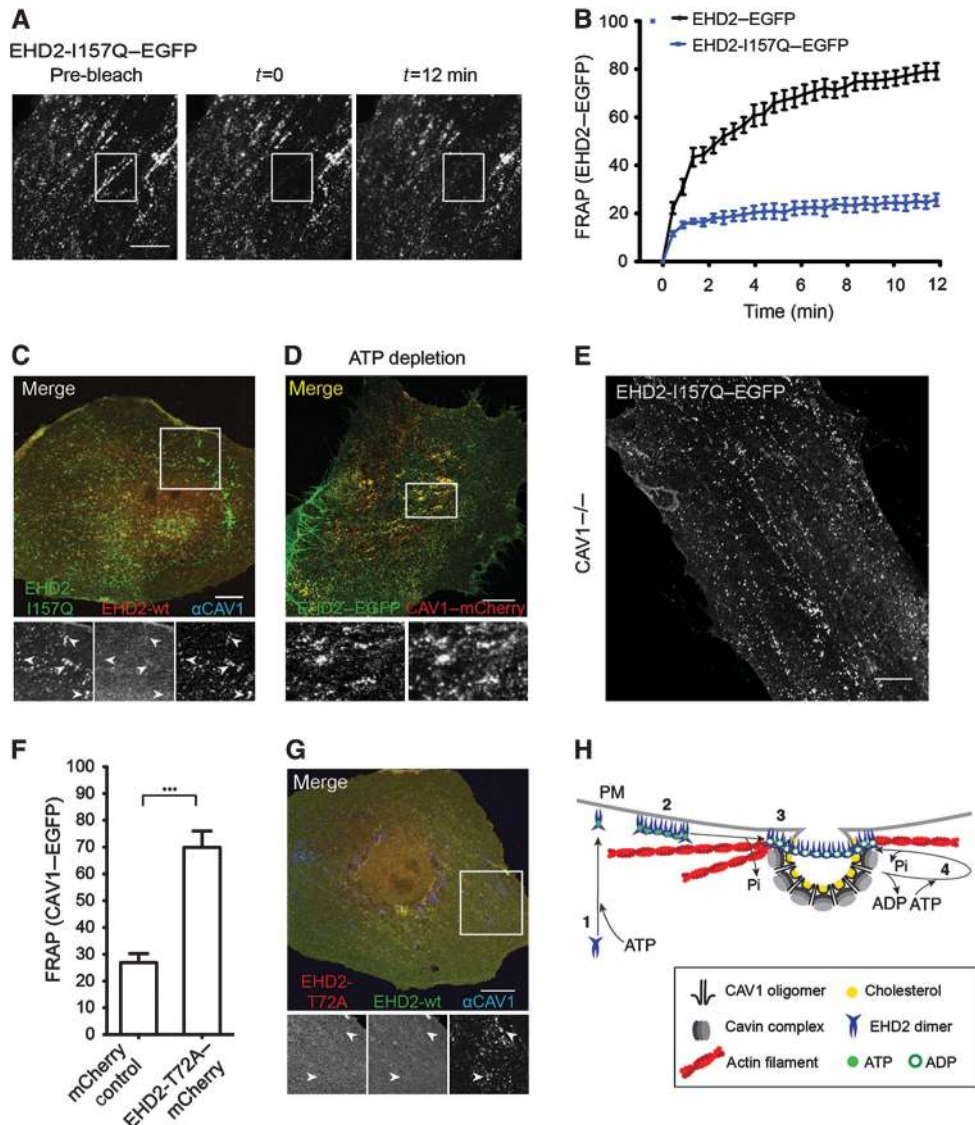 A
EHD2-I157Q–EGFP
Pre-bleach
t=0
t=12 min
B
EHD2–EGFP
EHD2-I157Q–EGFP
FRAP (EHD2–EGFP)
100
80
60
40
20
0
0 2 4 6 8 10 12
Time (min)
C
Merge
EHD2-
I157Q
EHD2-wt
αCAV1
D
ATP depletion
Merge
EHD2–EGFP
CAV1–mCherry
E
EHD2-I157Q–EGFP
CAV1–/–
F
FRAP (CAV1–EGFP)
100
90
80
70
60
50
40
30
20
10
0
***
mCherry
control
EHD2-T72A–
mCherry
G
Merge
EHD2-
T72A
EHD2-wt
αCAV1
H
PM
2
3
Pi
Pi
4
ADP
ATP
1
ATP
CAV1 oligomer
Cholesterol
Cavin complex
EHD2 dimer
Actin filament
ATP
ADP